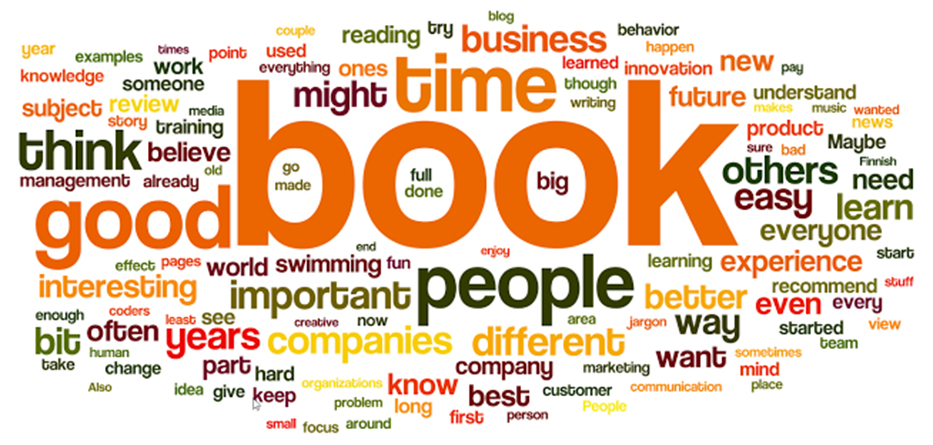 blog
couple
reading
try
business
behavior
year
examples
times
point
used
happen
knowledge
work
everything
ones
time
learned
innovation
new
pay
someone
might
though
future
understand
subject
review
media
writing
makes
music
wanted
story
training
book
product
news
think
believe
sure
bad
Maybe
old
go
made
full
done
big
others
Finnish
management
already
easy
need
good
learn
everyone
end
enjoy
effect
pages
world
swimming
fun
people
learning
experience
start
interesting
important
better
recommend
stuff
even
every
enough
coders
least
see
creative
now
area
jargon
way
started
view
bit
often
years
companies
different
team
take
human
change
part
hard
company
marketing
want
sometimes
mind
place
Also
idea
give
keep
organizations
know
best
customer
communication
problem
long
first
person
People
small
focus
around